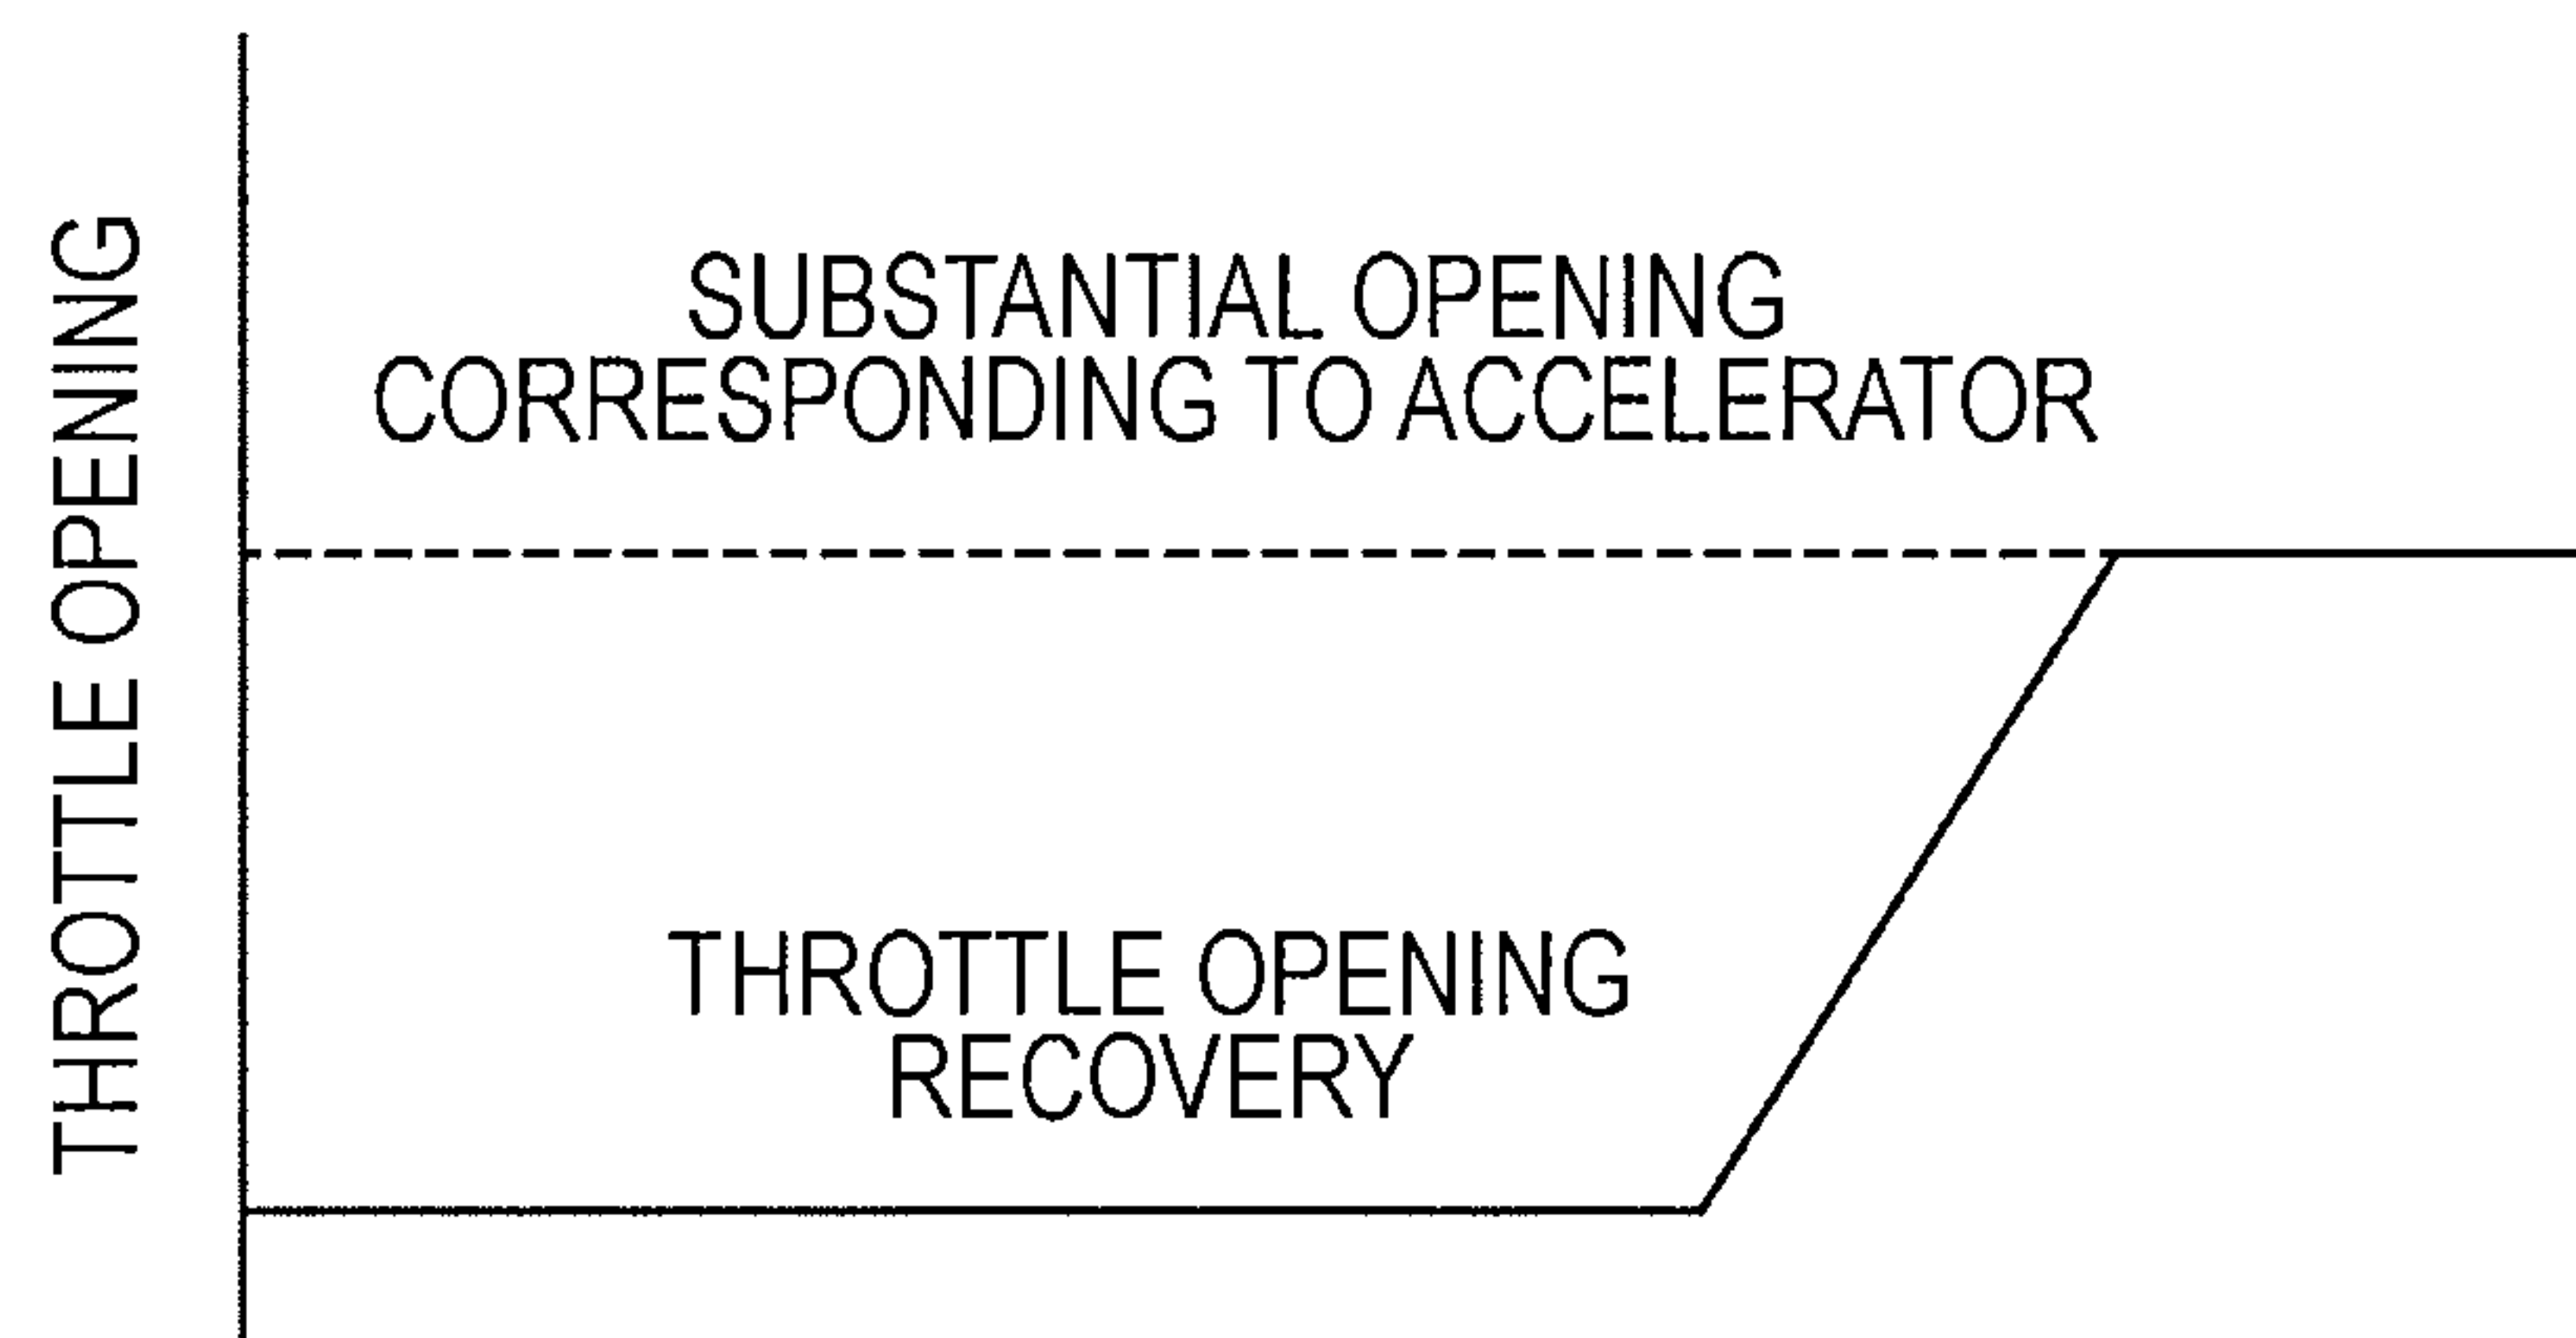 THROTTLE OPENING
SUBSTANTIAL OPENING
CORRESPONDING TO ACCELERATOR
THROTTLE OPENING
RECOVERY